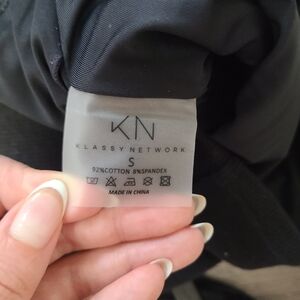 KN
KLASSY NETWORK
S
92%COTTON 8%SPANDEX
MADE IN CHINA